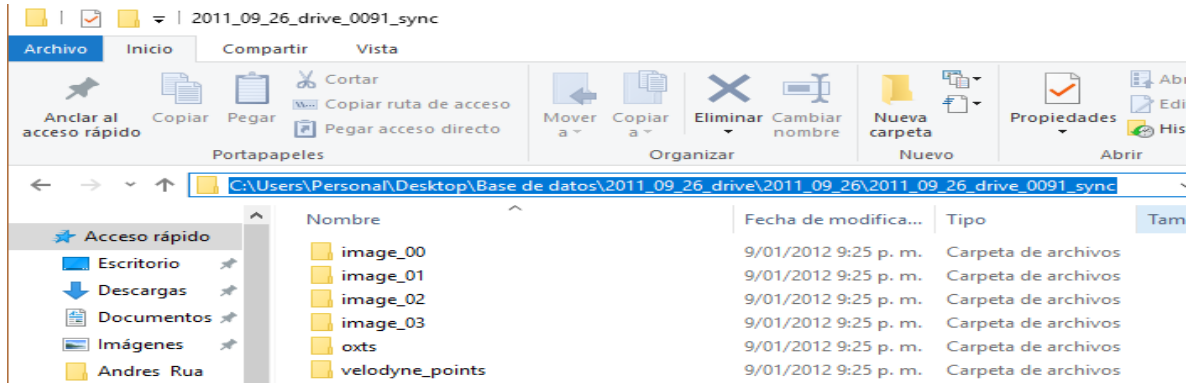 2011_09_26_drive_0091_sync
Archivo Inicio Compartir Vista
Anclar al acceso rápido
Copiar
Pegar
Cortar
Copiar ruta de acceso
Pegar acceso directo
Portapapeles
Mover a
Copiar a
Eliminar
Cambiar nombre
Organizar
Nueva carpeta
Nuevo
Propiedades
Abr
Edi
His
Abrir
C:\Users\Personal\Desktop\Base de datos\2011_09_26_drive\2011_09_26\2011_09_26_drive_0091_sync
Nombre Fecha de modifica... Tipo Tam
Acceso rápido
Escritorio
Descargas
Documentos
Imágenes
Andres Rua
image_00 9/01/2012 9:25 p. m. Carpeta de archivos
image_01 9/01/2012 9:25 p. m. Carpeta de archivos
image_02 9/01/2012 9:25 p. m. Carpeta de archivos
image_03 9/01/2012 9:25 p. m. Carpeta de archivos
oxts 9/01/2012 9:25 p. m. Carpeta de archivos
velodyne_points 9/01/2012 9:25 p. m. Carpeta de archivos